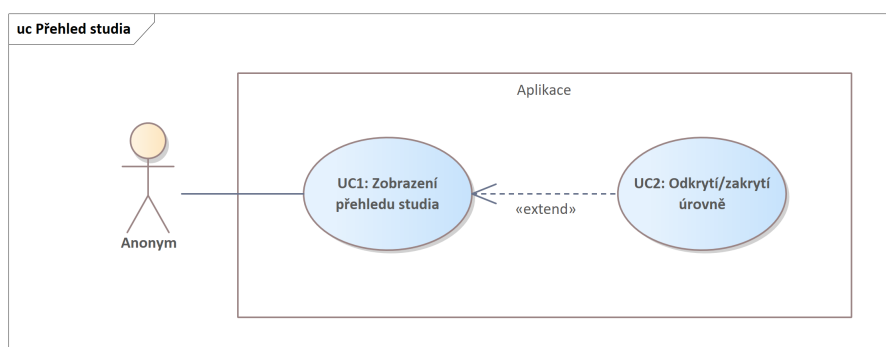 uc Přehled studia
Aplikace
UC1: Zobrazení
přehledu studia
UC2: Odkrytí/zakrytí
úrovně
«extend»
Anonym